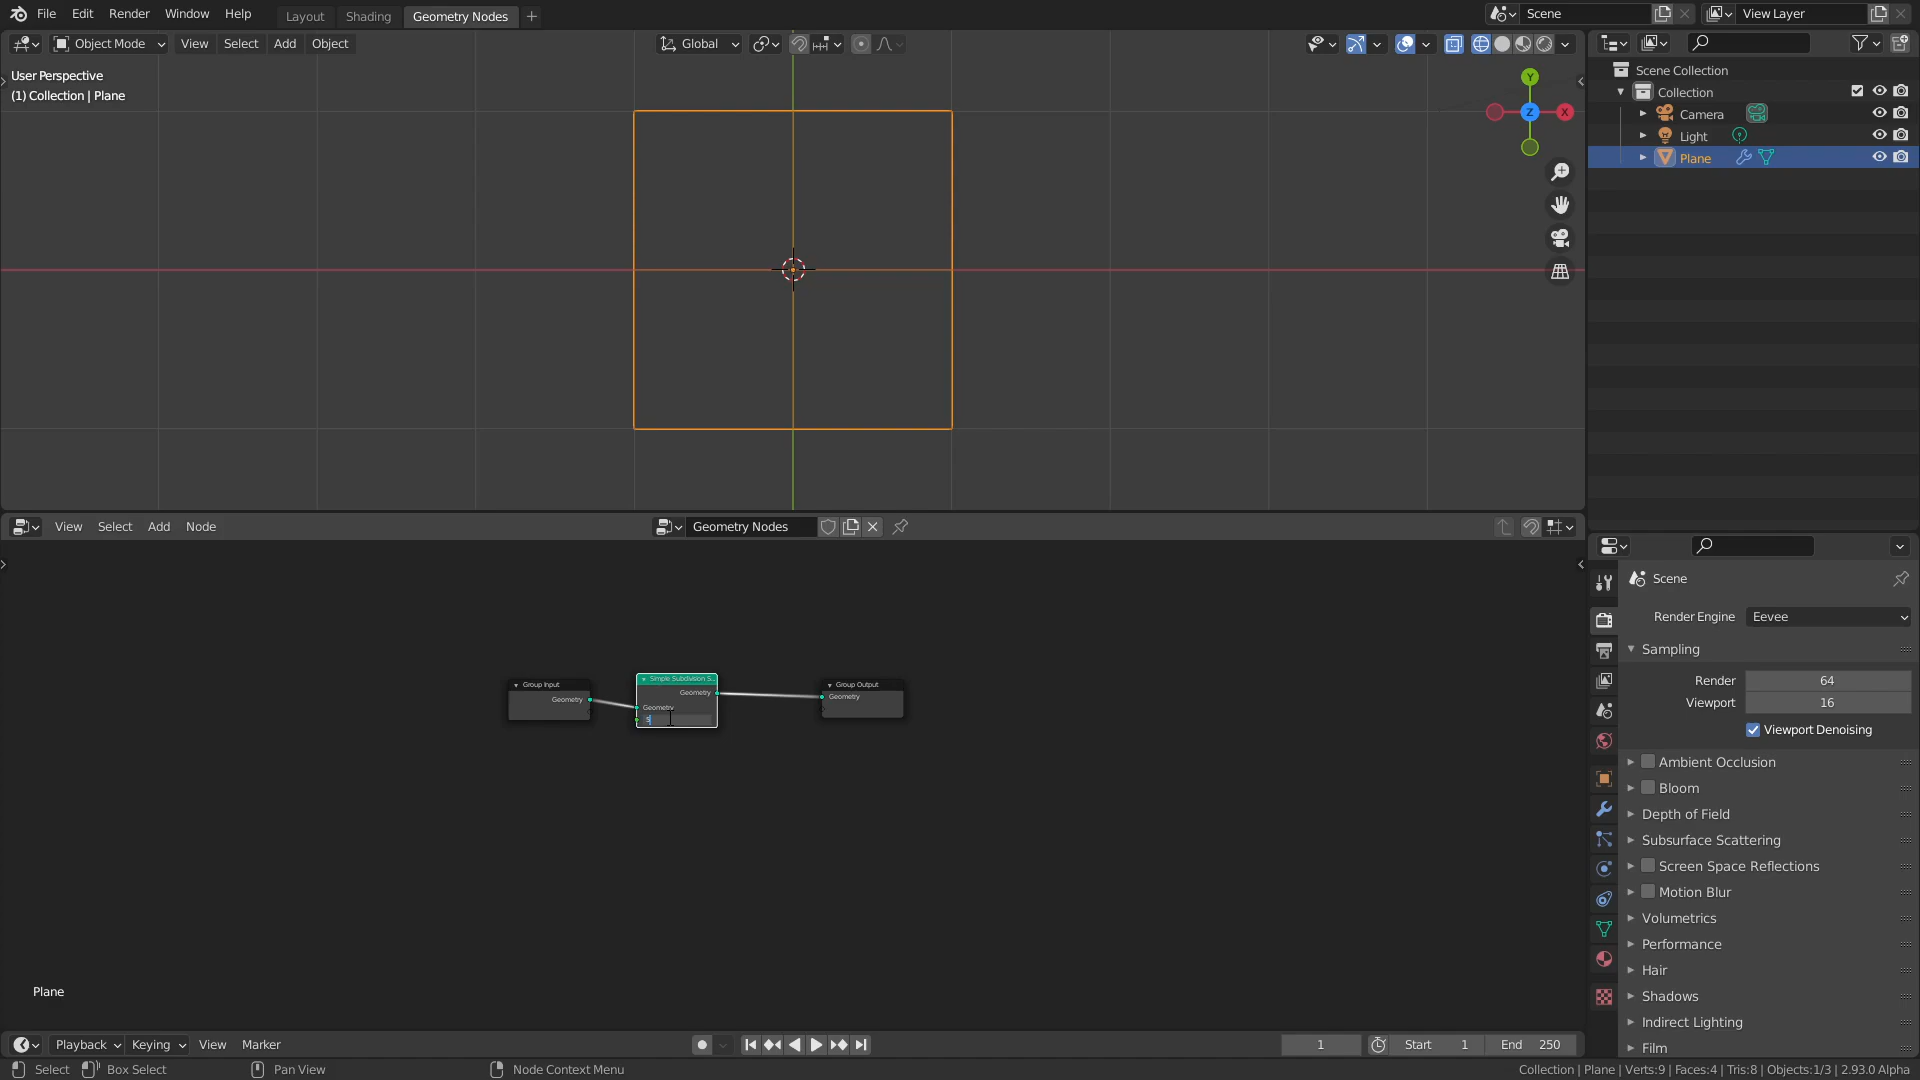 File Edit Render Window Help Layout Shading Geometry Nodes Scene View Layer
Object Mode View Select Add Object Global
User Perspective
(1) Collection | Plane
Y
Z
X
Scene Collection
Collection
Camera
Light
Plane
View Select Add Node Geometry Nodes
Group Input
Geometry
Simple Subdivision S...
Geometry
Geometry
Group Output
Geometry
Plane
Scene
Render Engine Eevee
Sampling
Render 64
Viewport 16
Viewport Denoising
Ambient Occlusion
Bloom
Depth of Field
Subsurface Scattering
Screen Space Reflections
Motion Blur
Volumetrics
Performance
Hair
Shadows
Indirect Lighting
Film
Playback Keying View Marker 1 Start 1 End 250
Select Box Select Pan View Node Context Menu Collection | Plane | Verts:9 | Faces:4 | Tris:8 | Objects:1/3 | 2.93.0 Alpha